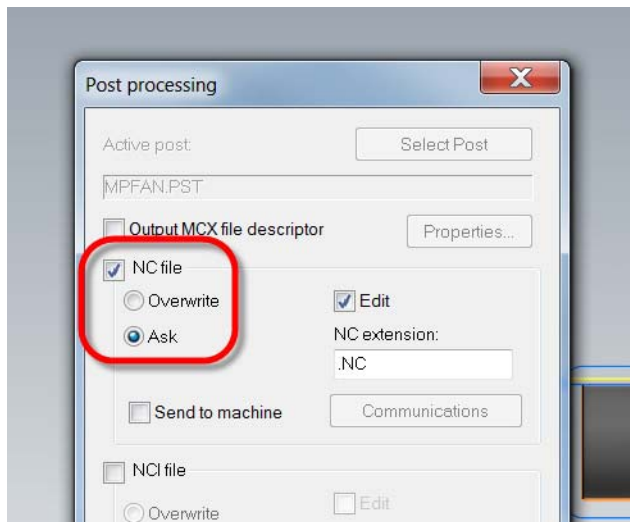 Post processing
Active post: Select Post
MPFAN.PST
Output MCX file descriptor Properties...
NC file
Overwrite Edit
Ask NC extension:
.NC
Send to machine Communications
NCI file
Overwrite Edit